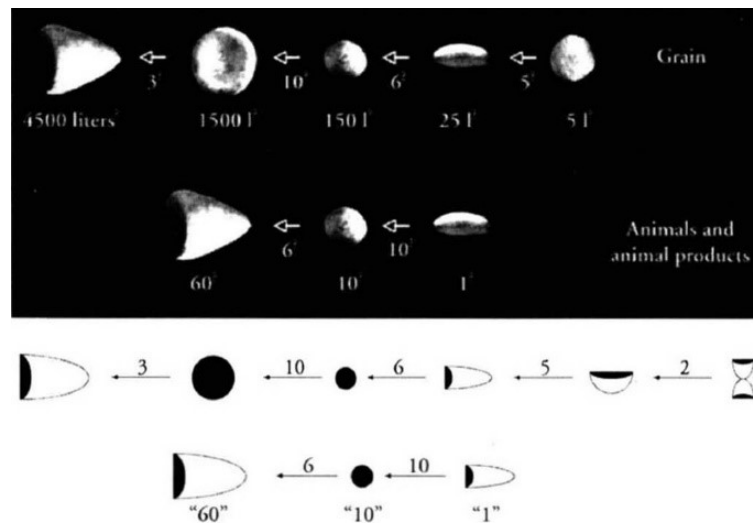 Grain
3? 10? 6? 5?
4500 liters? 1500 l? 150 l? 25 l? 5 l?
6? 10?
60? 10? 1?
Animals and
animal products
3 10 6 5 2
6 10
“60” “10” “1”